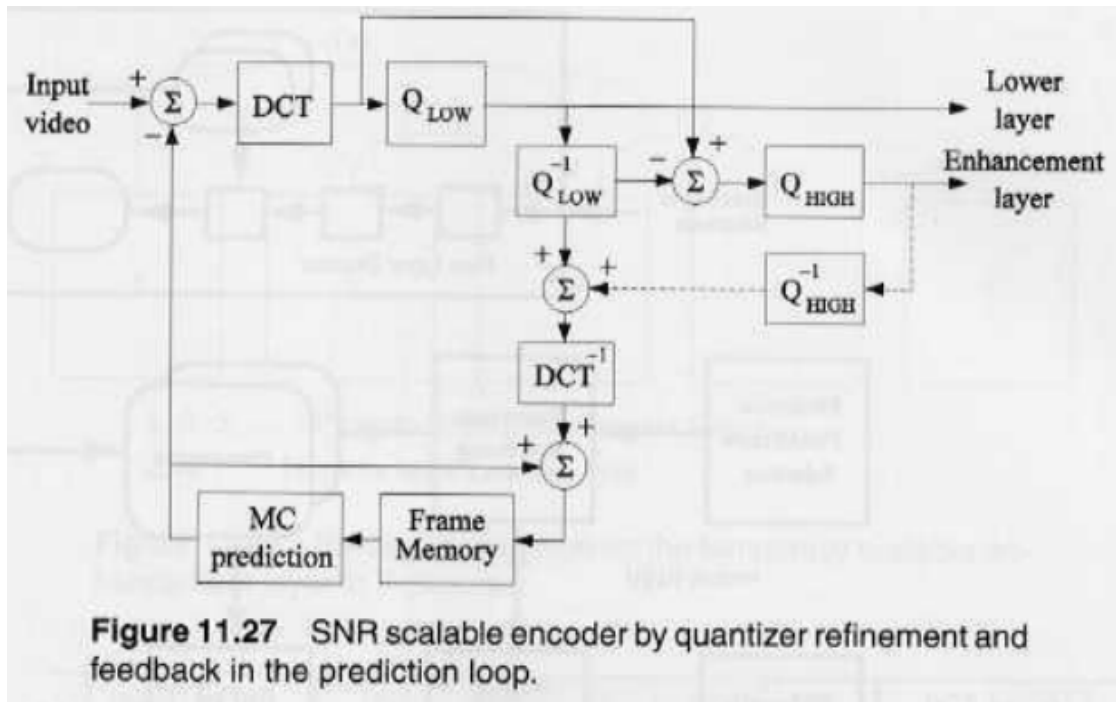 Input
video
+
Σ
−
DCT
Q LOW
Lower
layer
Q LOW −1
−
+
Σ
Q HIGH
Enhancement
layer
+
+
Σ
Q HIGH −1
DCT −1
+
+
Σ
MC
prediction
Frame
Memory
Figure 11.27 SNR scalable encoder by quantizer refinement and
feedback in the prediction loop.